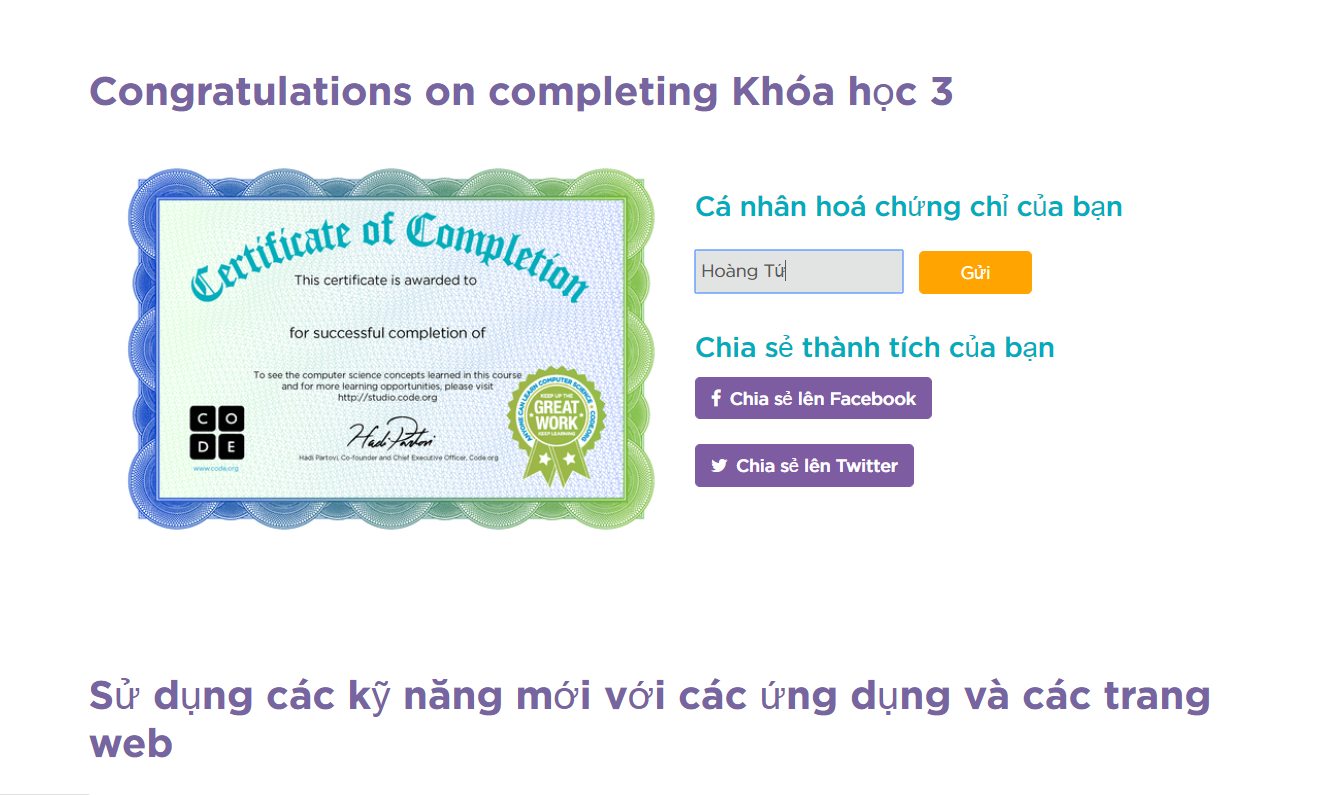 Congratulations on completing Khóa học 3
Certificate of Completion
This certificate is awarded to
for successful completion of
To see the computer science concepts learned in this course
and for more learning opportunities, please visit
http://studio.code.org
C O
D E
www.code.org
Hadi Partovi
Hadi Partovi, Co-founder and Chief Executive Officer, Code.org
ANYONE CAN LEARN COMPUTER SCIENCE • CODE.ORG
KEEP UP THE
GREAT
WORK
KEEP LEARNING
Cá nhân hoá chứng chỉ của bạn
Hoàng Tứ
Gửi
Chia sẻ thành tích của bạn
Chia sẻ lên Facebook
Chia sẻ lên Twitter
Sử dụng các kỹ năng mới với các ứng dụng và các trang
web